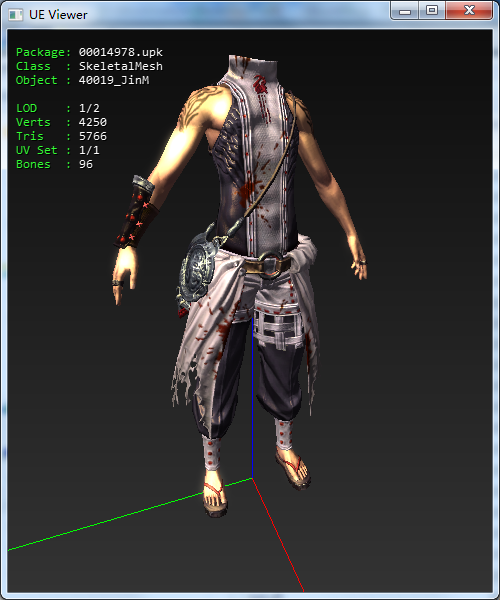 UE Viewer
Package: 00014978.upk
Class : SkeletalMesh
Object : 40019_JinM
LOD : 1/2
Verts : 4250
Tris : 5766
UV Set : 1/1
Bones : 96